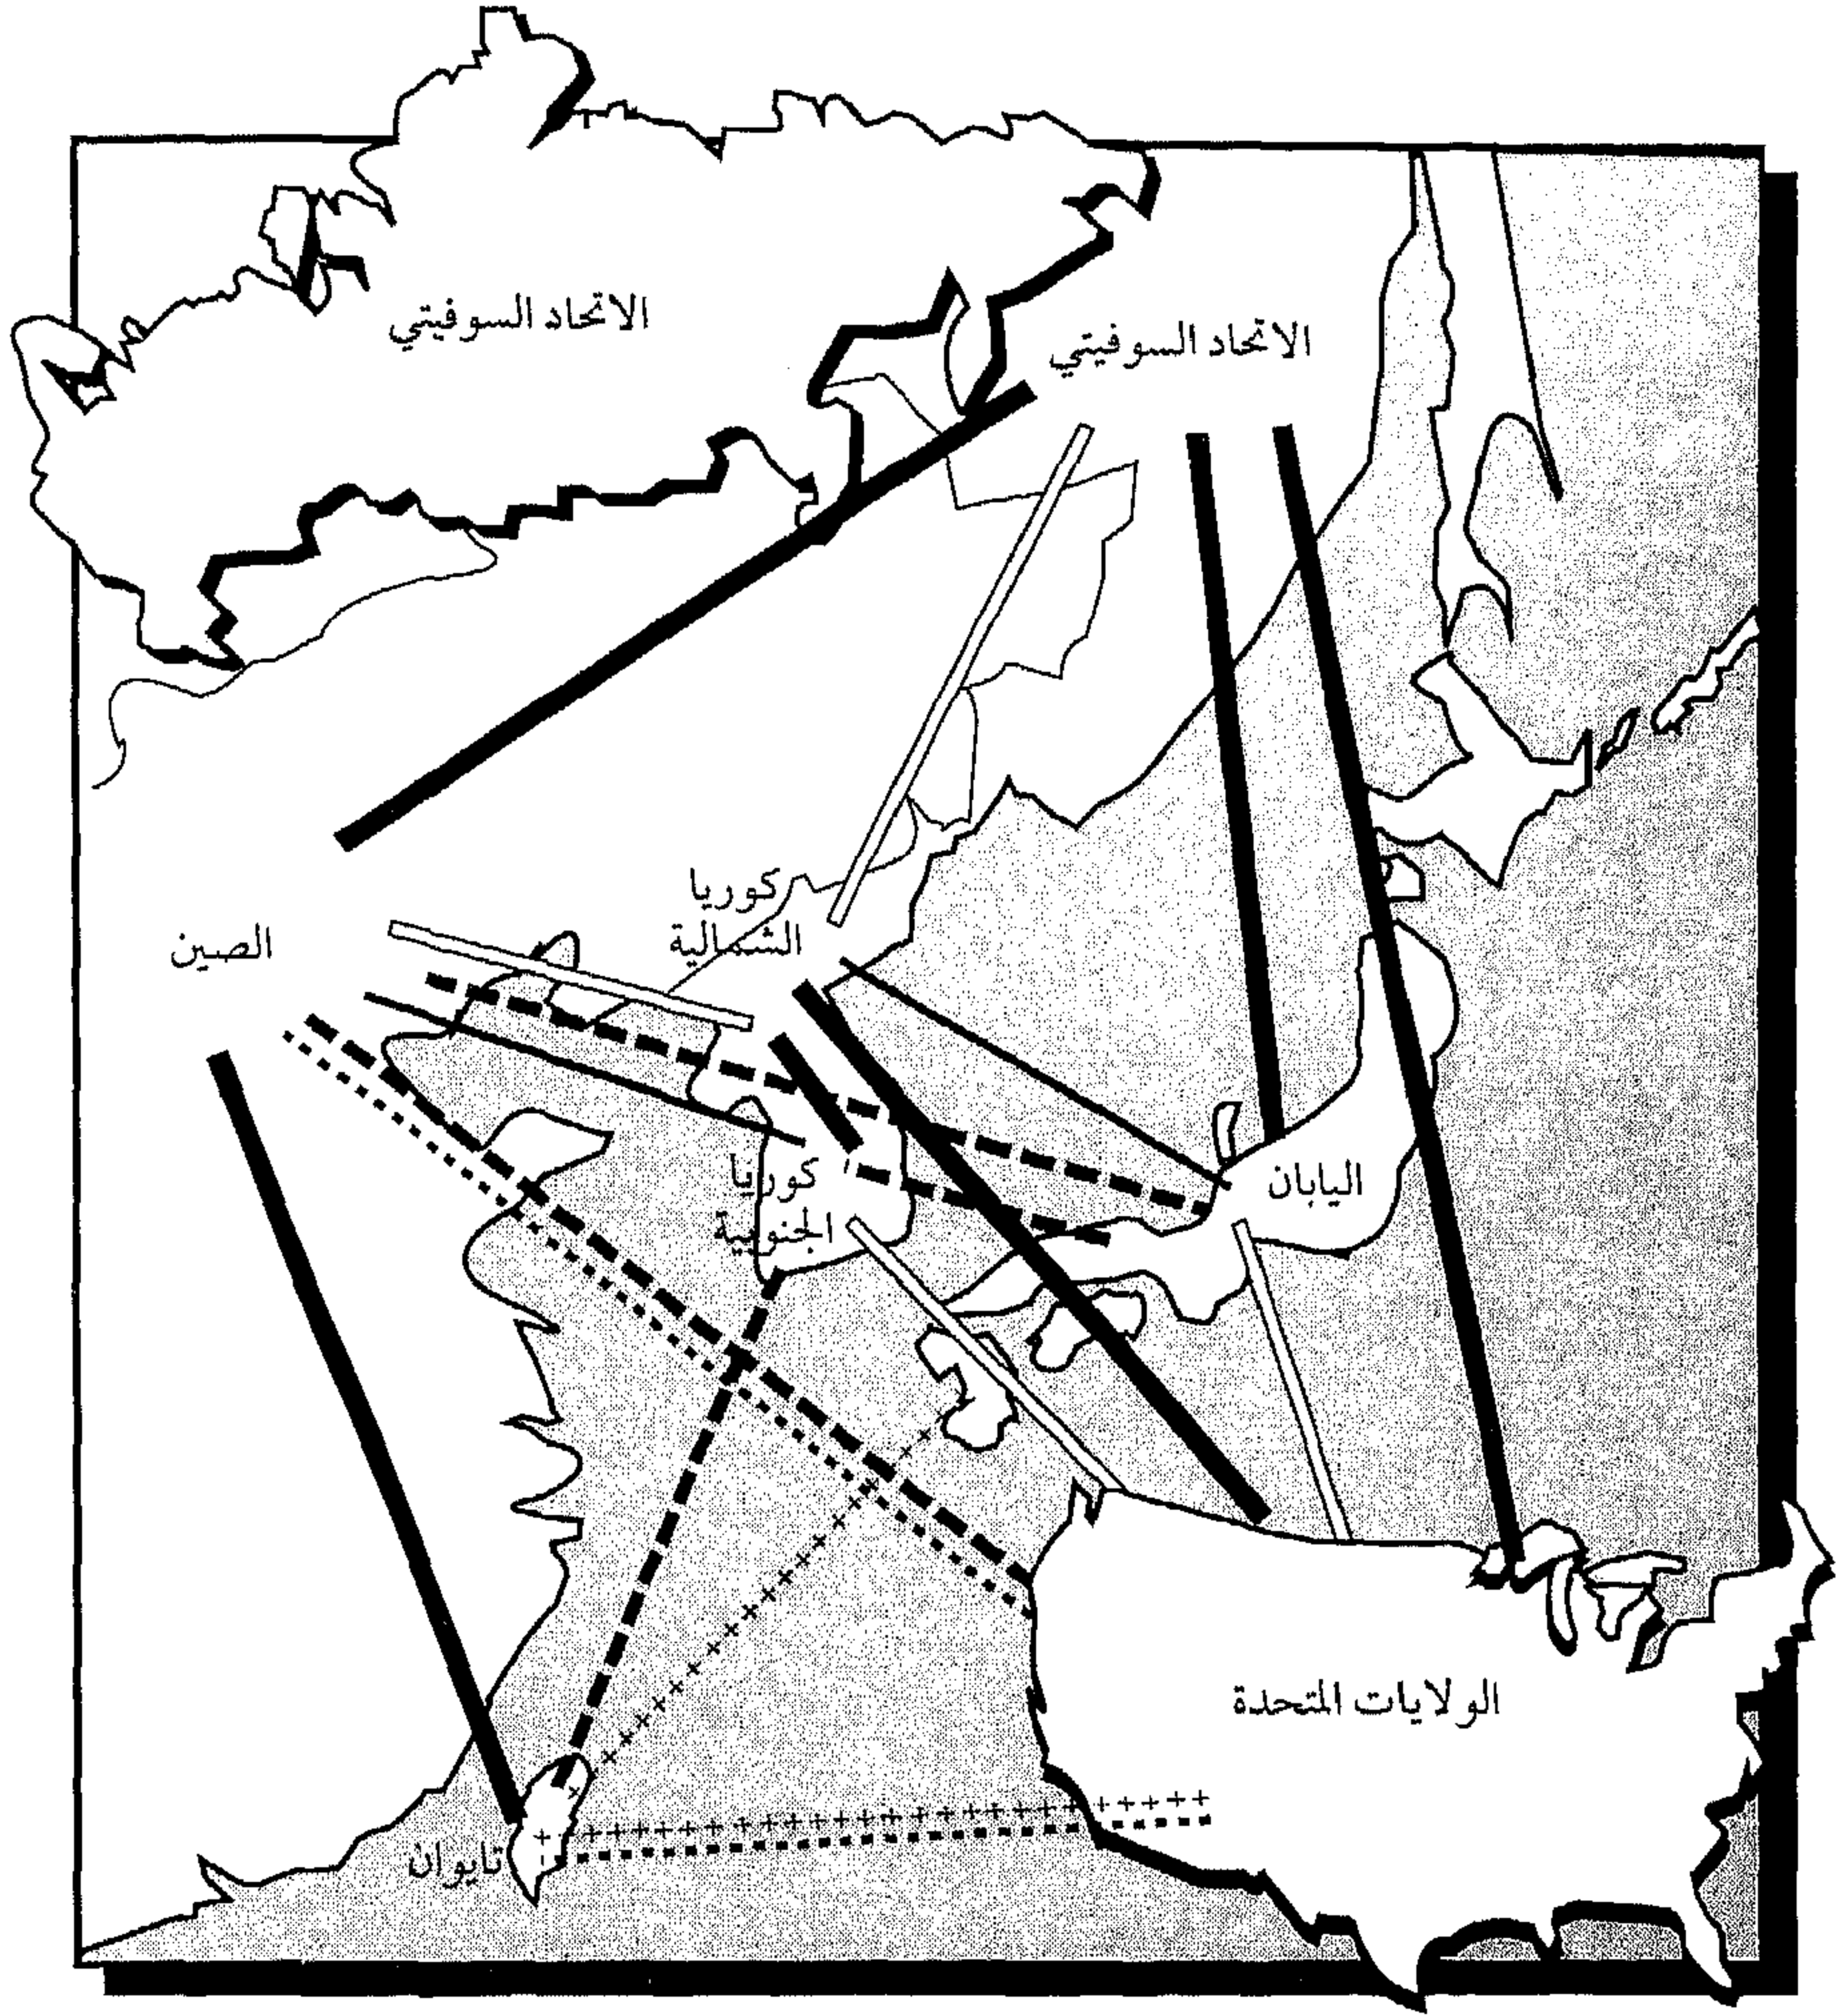 الاتحاد السوفيتي
الاتحاد السوفيتي
كوريا
الشمالية
الصين
كوريا
الجنوبية
اليابان
الولايات المتحدة
تايوان